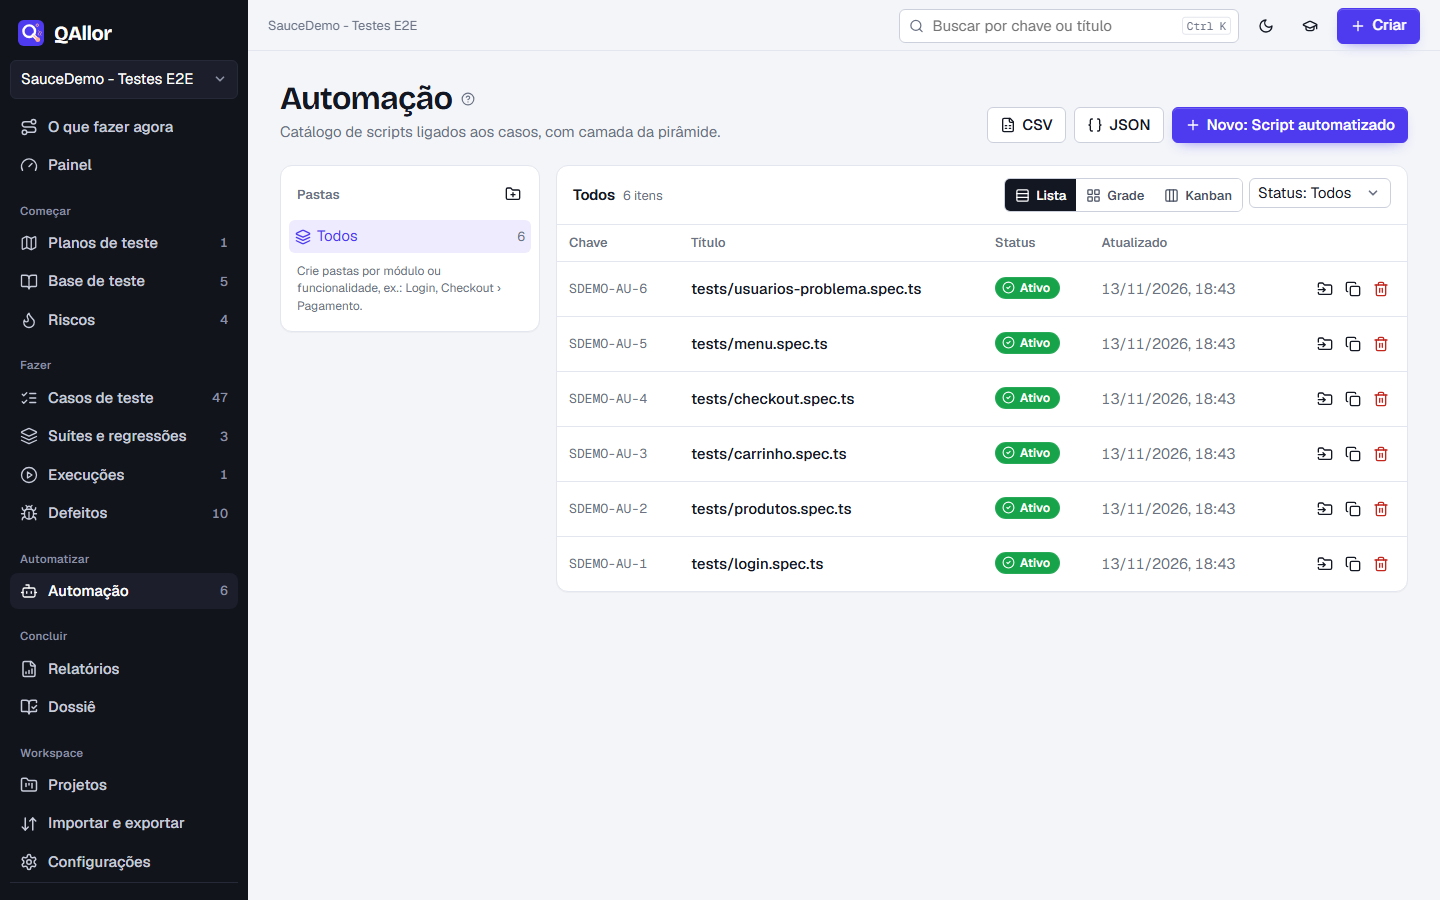 QAllor
SauceDemo - Testes E2E
O que fazer agora
Painel
Começar
Planos de teste 1
Base de teste 5
Riscos 4
Fazer
Casos de teste 47
Suítes e regressões 3
Execuções 1
Defeitos 10
Automatizar
Automação 6
Concluir
Relatórios
Dossiê
Workspace
Projetos
Importar e exportar
Configurações
SauceDemo - Testes E2E
Buscar por chave ou título Ctrl K
+ Criar
Automação
Catálogo de scripts ligados aos casos, com camada da pirâmide.
CSV
{} JSON
+ Novo: Script automatizado
Pastas
Todos 6
Crie pastas por módulo ou
funcionalidade, ex.: Login, Checkout ›
Pagamento.
Todos 6 itens
Lista Grade Kanban
Status: Todos
Chave Título Status Atualizado
SDEMO-AU-6 tests/usuarios-problema.spec.ts Ativo 13/11/2026, 18:43
SDEMO-AU-5 tests/menu.spec.ts Ativo 13/11/2026, 18:43
SDEMO-AU-4 tests/checkout.spec.ts Ativo 13/11/2026, 18:43
SDEMO-AU-3 tests/carrinho.spec.ts Ativo 13/11/2026, 18:43
SDEMO-AU-2 tests/produtos.spec.ts Ativo 13/11/2026, 18:43
SDEMO-AU-1 tests/login.spec.ts Ativo 13/11/2026, 18:43